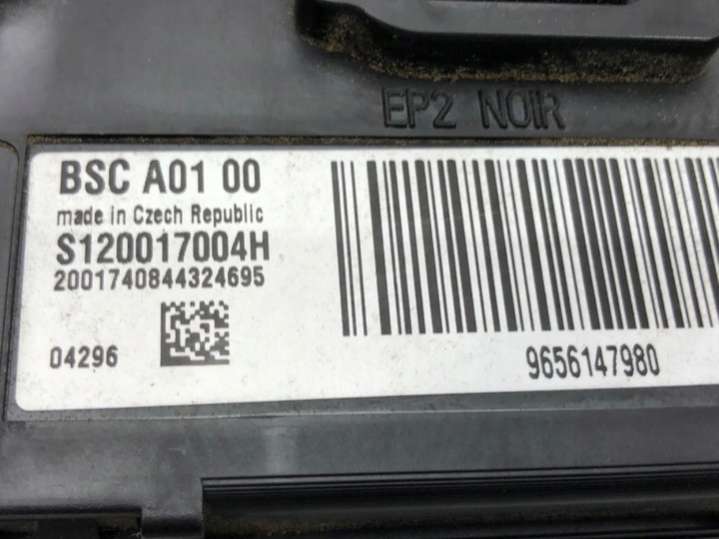 EP2 NOIR
BSC A01 00
made in Czech Republic
S120017004H
2001740844324695
04296
9656147980